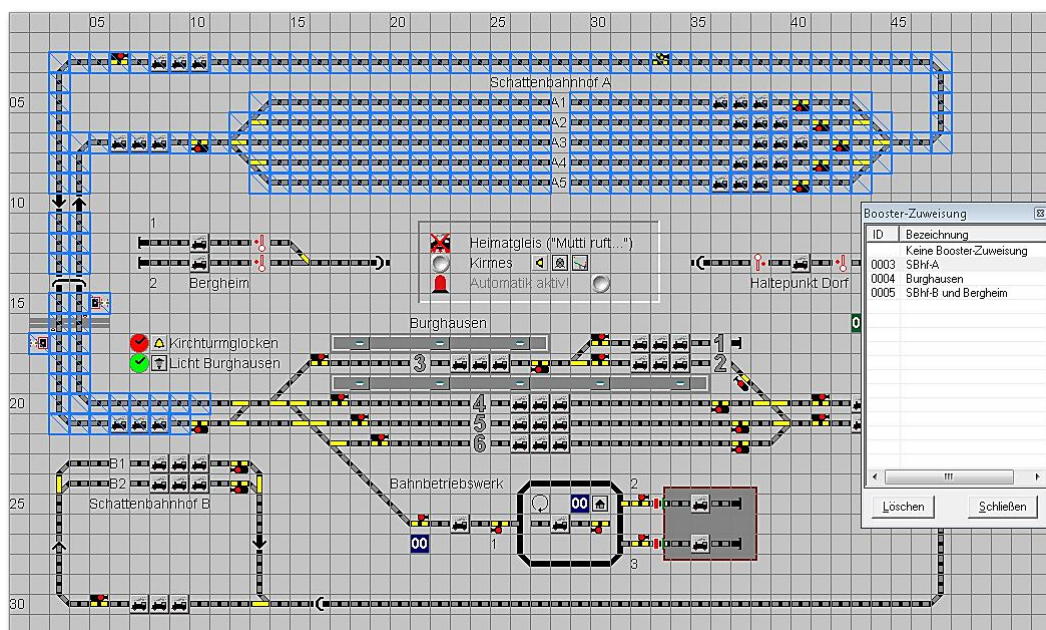 05 10 15 20 25 30 35 40 45
Schattenbahnhof A
05 A1
A2
A3
A4
A5
10
1
Heimatgleis ("Mutti ruft...")
Kirmes
Automatik aktiv!
2 Bergheim
Haltepunkt Dorf
15
Burghausen
Kirchturmglocken
Licht Burghausen
1
3 2
20 4
5
6
B1
B2
Schattenbahnhof B
Bahnbetriebswerk
25
00
1
00
2
3
30
Booster-Zuweisung
ID Bezeichnung
Keine Booster-Zuweisung
0003 SBhf-A
0004 Burghausen
0005 SBhf-B und Bergheim
Löschen Schließen